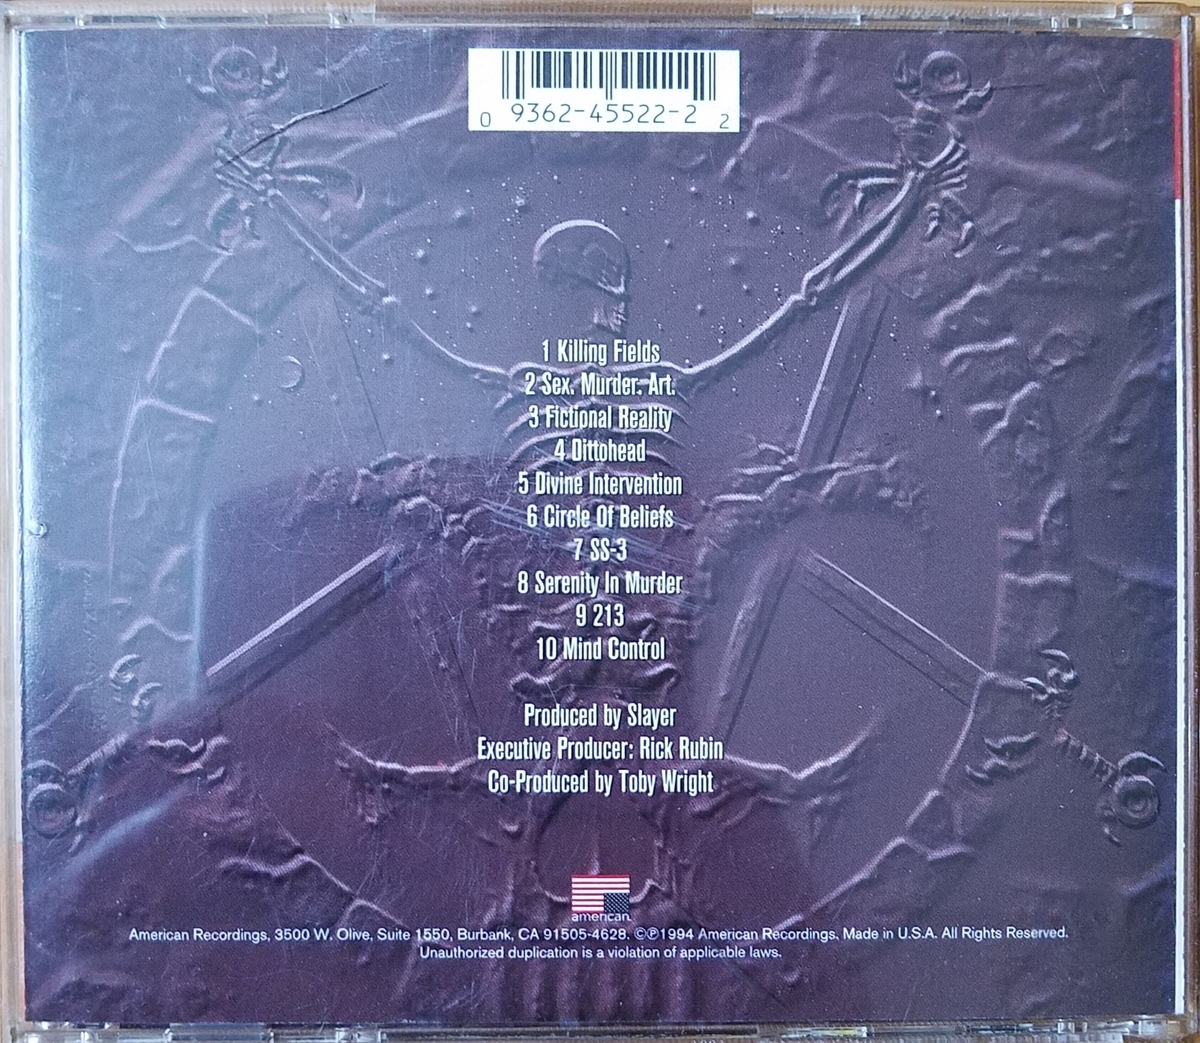 0 9362-45522-2 2
1 Killing Fields
2 Sex. Murder. Art.
3 Fictional Reality
4 Dittohead
5 Divine Intervention
6 Circle Of Beliefs
7 SS-3
8 Serenity In Murder
9 213
10 Mind Control
Produced by Slayer
Executive Producer: Rick Rubin
Co-Produced by Toby Wright
american
American Recordings, 3500 W. Olive, Suite 1550, Burbank, CA 91505-4628. ©℗1994 American Recordings. Made in U.S.A. All Rights Reserved.
Unauthorized duplication is a violation of applicable laws.